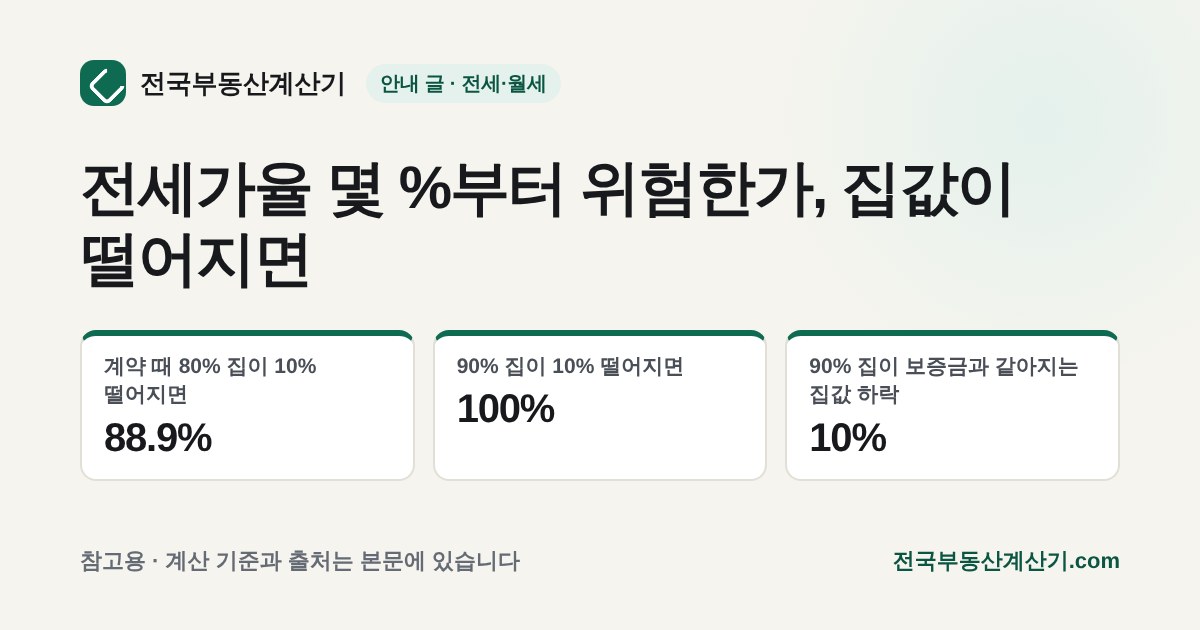 전국부동산계산기
안내 글 · 전세·월세
전세가율 몇 %부터 위험한가, 집값이
떨어지면
계약 때 80% 집이 10%
떨어지면
88.9%
90% 집이 10% 떨어지면
100%
90% 집이 보증금과 같아지는
집값 하락
10%
참고용 · 계산 기준과 출처는 본문에 있습니다
전국부동산계산기.com